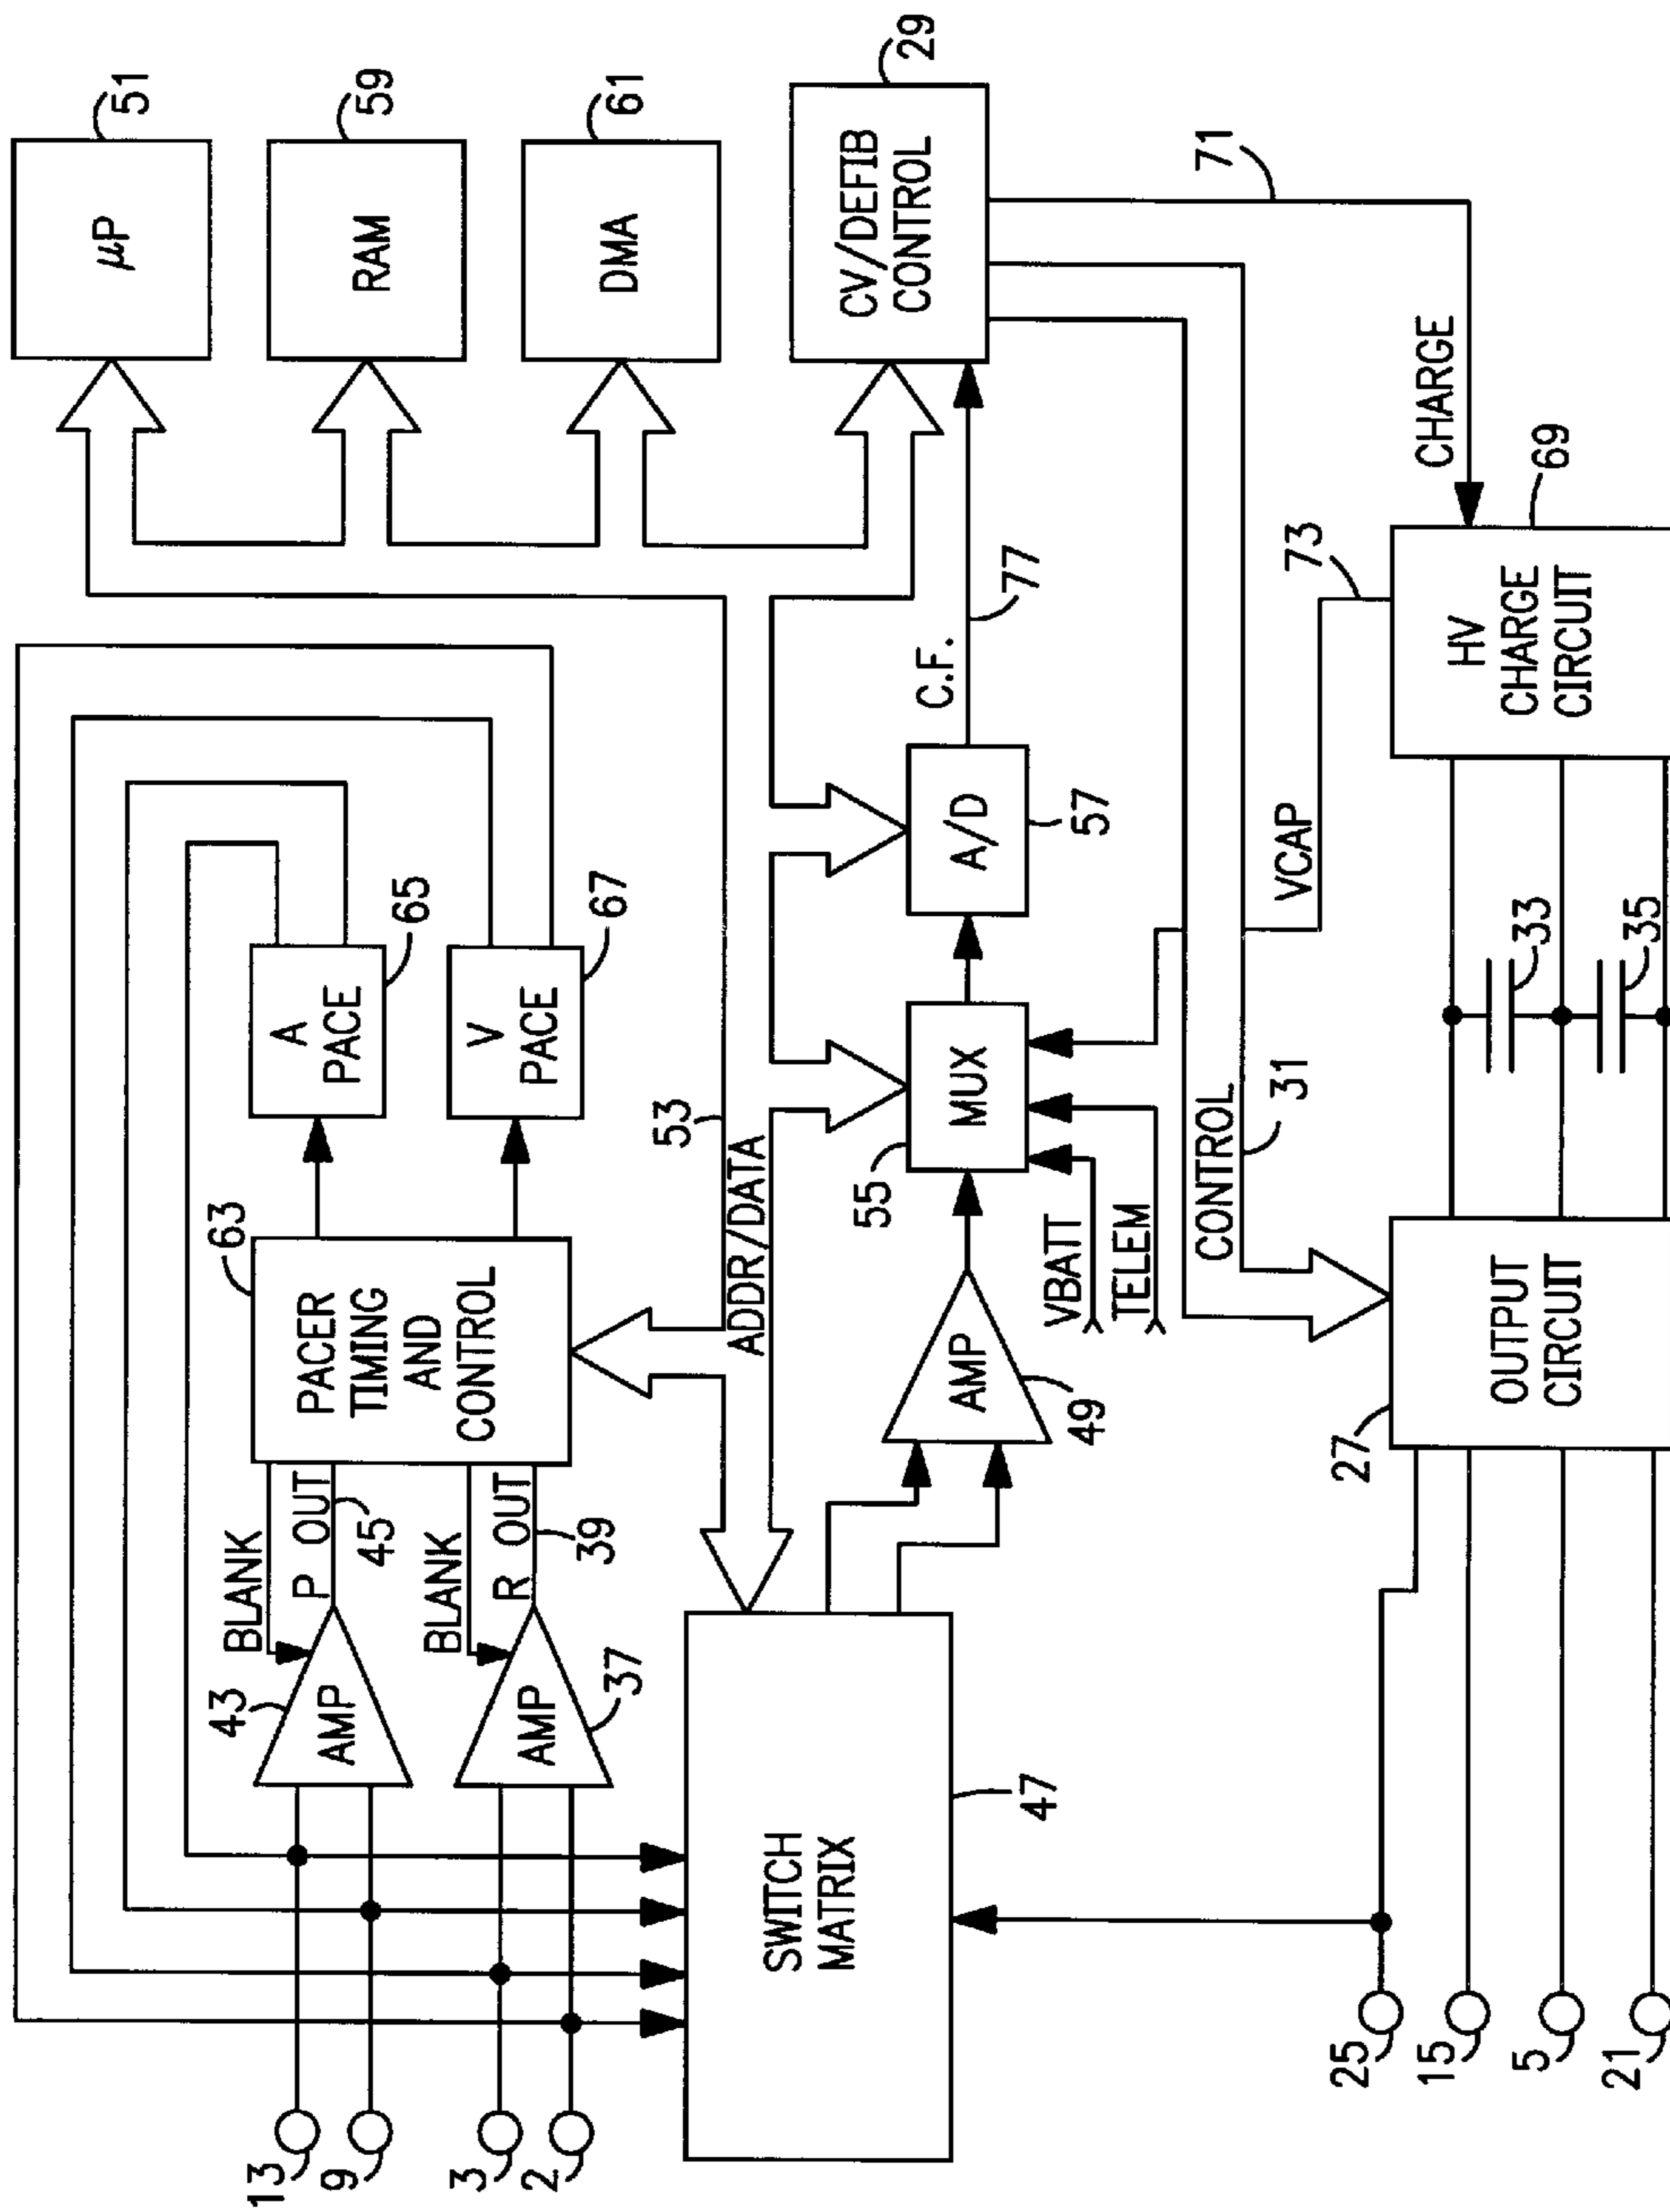 13
9
3
2
43
AMP
BLANK
P OUT
45
37
AMP
BLANK
R OUT
39
63
PACER
TIMING
AND
CONTROL
A
PACE
65
V
PACE
67
µP
51
RAM
59
DMA
61
CV/DEFIB
CONTROL
29
53
ADDR/DATA
SWITCH
MATRIX
47
AMP
49
55
MUX
A/D
57
C.F.
77
VBATT
TELEM
CONTROL
31
VCAP
73
71
CHARGE
25
15
5
21
27
OUTPUT
CIRCUIT
33
35
HV
CHARGE
CIRCUIT
69